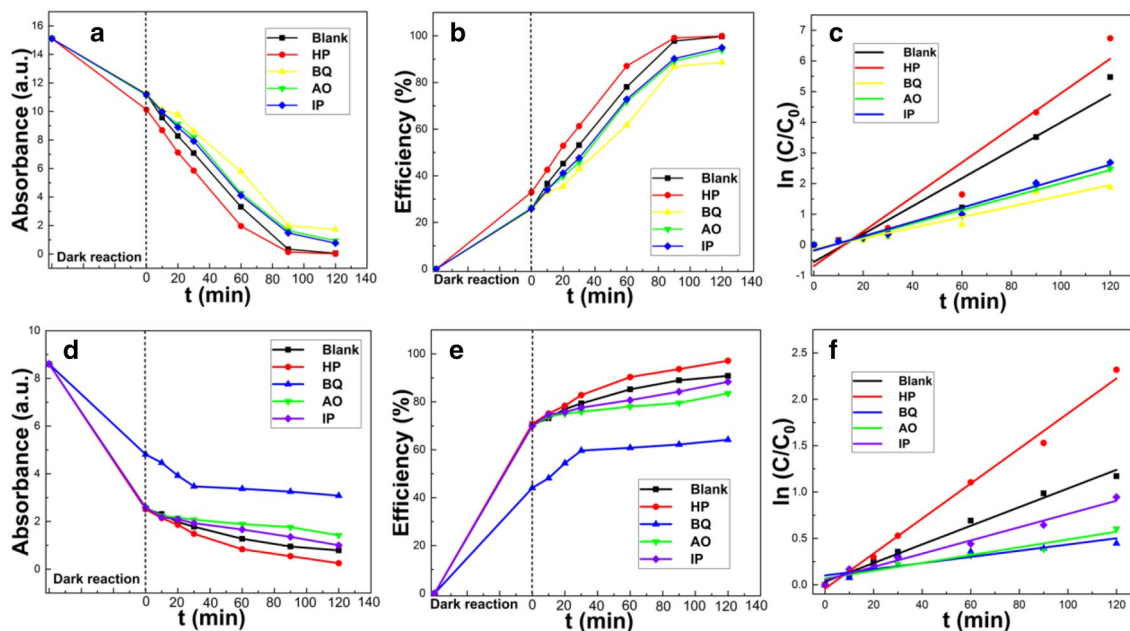 a
Absorbance (a.u.)
16
14
12
10
8
6
4
2
0
Blank
HP
BQ
AO
IP
Dark reaction
0 20 40 60 80 100 120 140
t (min)
b
Efficiency (%)
100
80
60
40
20
0
Blank
HP
BQ
AO
IP
Dark reaction
0 20 40 60 80 100 120 140
t (min)
c
ln (C/C0)
7
6
5
4
3
2
1
0
-1
Blank
HP
BQ
AO
IP
0 20 40 60 80 100 120
t (min)
d
Absorbance (a.u.)
10
8
6
4
2
0
Blank
HP
BQ
AO
IP
Dark reaction
0 20 40 60 80 100 120 140
t (min)
e
Efficiency (%)
100
80
60
40
20
0
Blank
HP
BQ
AO
IP
Dark reaction
0 20 40 60 80 100 120 140
t (min)
f
ln (C/C0)
2.5
2.0
1.5
1.0
0.5
0.0
Blank
HP
BQ
AO
IP
0 20 40 60 80 100 120
t (min)